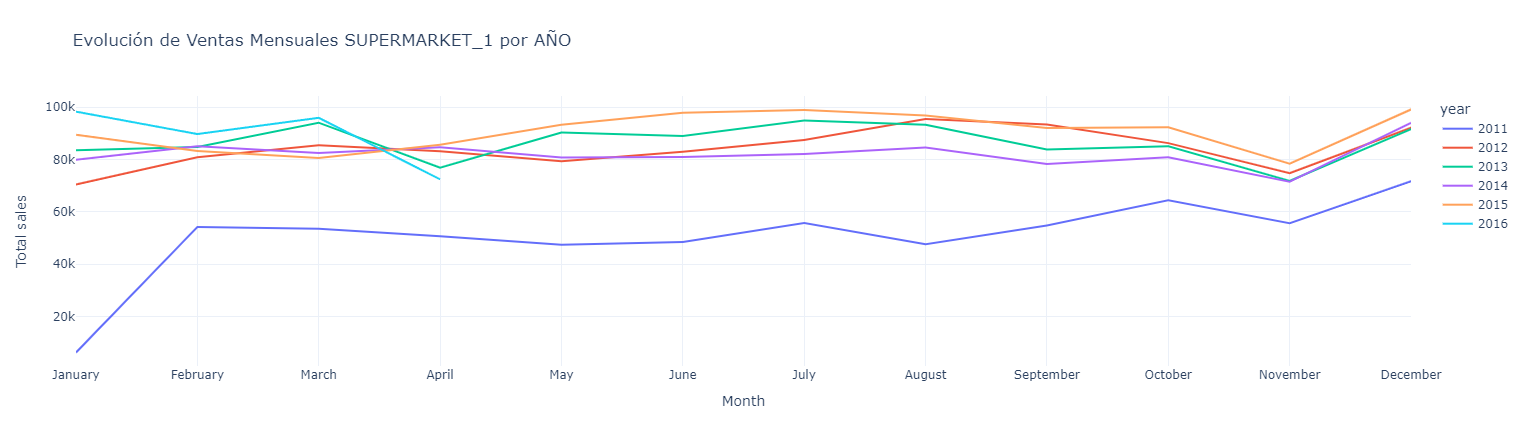 Evolución de Ventas Mensuales SUPERMARKET_1 por AÑO
Total sales
100k
80k
60k
40k
20k
January
February
March
April
May
June
July
August
September
October
November
December
Month
year
2011
2012
2013
2014
2015
2016